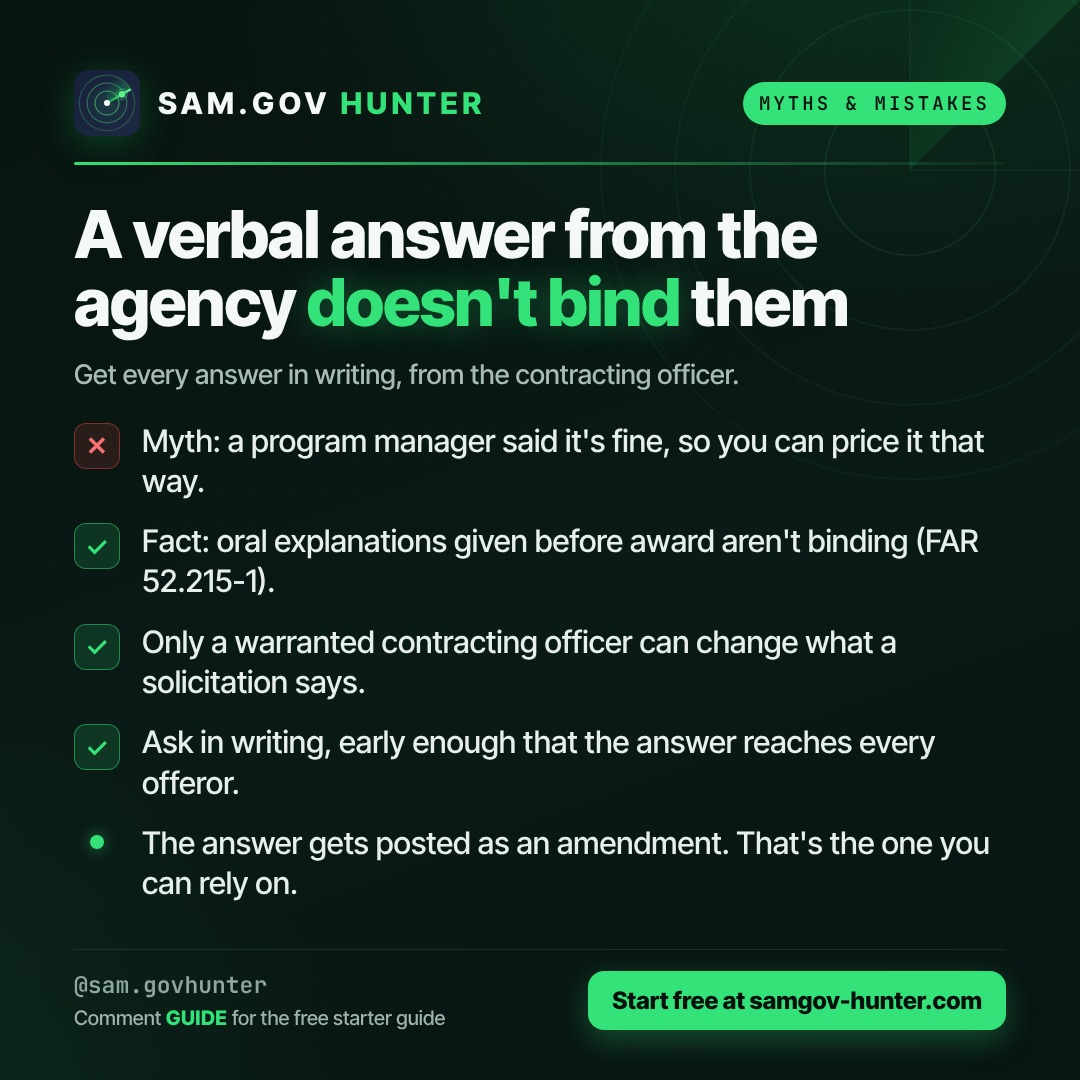 SAM.GOV HUNTER
MYTHS & MISTAKES
A verbal answer from the
agency doesn't bind them
Get every answer in writing, from the contracting officer.
Myth: a program manager said it's fine, so you can price it that
way.
Fact: oral explanations given before award aren't binding (FAR
52.215-1).
Only a warranted contracting officer can change what a
solicitation says.
Ask in writing, early enough that the answer reaches every
offeror.
The answer gets posted as an amendment. That's the one you
can rely on.
@sam.govhunter
Comment GUIDE for the free starter guide
Start free at samgov-hunter.com